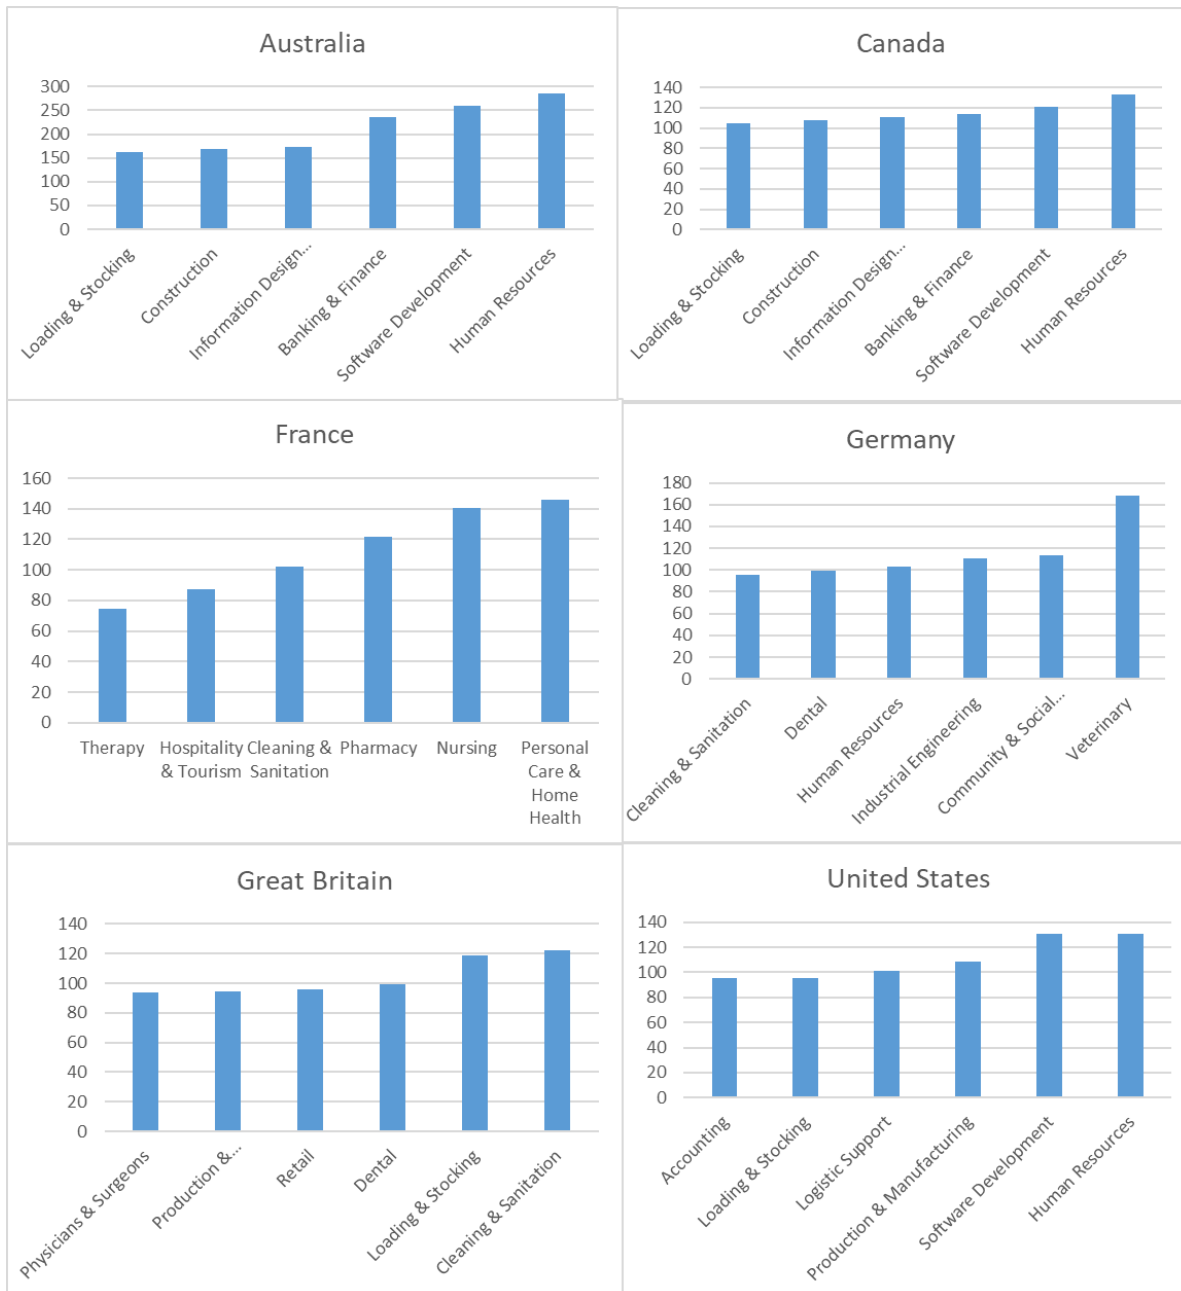 Australia
300
250
200
150
100
50
0
Loading & Stocking
Construction
Information Design...
Banking & Finance
Software Development
Human Resources
Canada
140
120
100
80
60
40
20
0
Loading & Stocking
Construction
Information Design...
Banking & Finance
Software Development
Human Resources
France
160
140
120
100
80
60
40
20
0
Therapy
Hospitality
& Tourism
Cleaning &
Sanitation
Pharmacy
Nursing
Personal
Care &
Home
Health
Germany
180
160
140
120
100
80
60
40
20
0
Cleaning & Sanitation
Dental
Human Resources
Industrial Engineering
Community & Social...
Veterinary
Great Britain
140
120
100
80
60
40
20
0
Physicians & Surgeons
Production &...
Retail
Dental
Loading & Stocking
Cleaning & Sanitation
United States
140
120
100
80
60
40
20
0
Accounting
Loading & Stocking
Logistic Support
Production & Manufacturing
Software Development
Human Resources